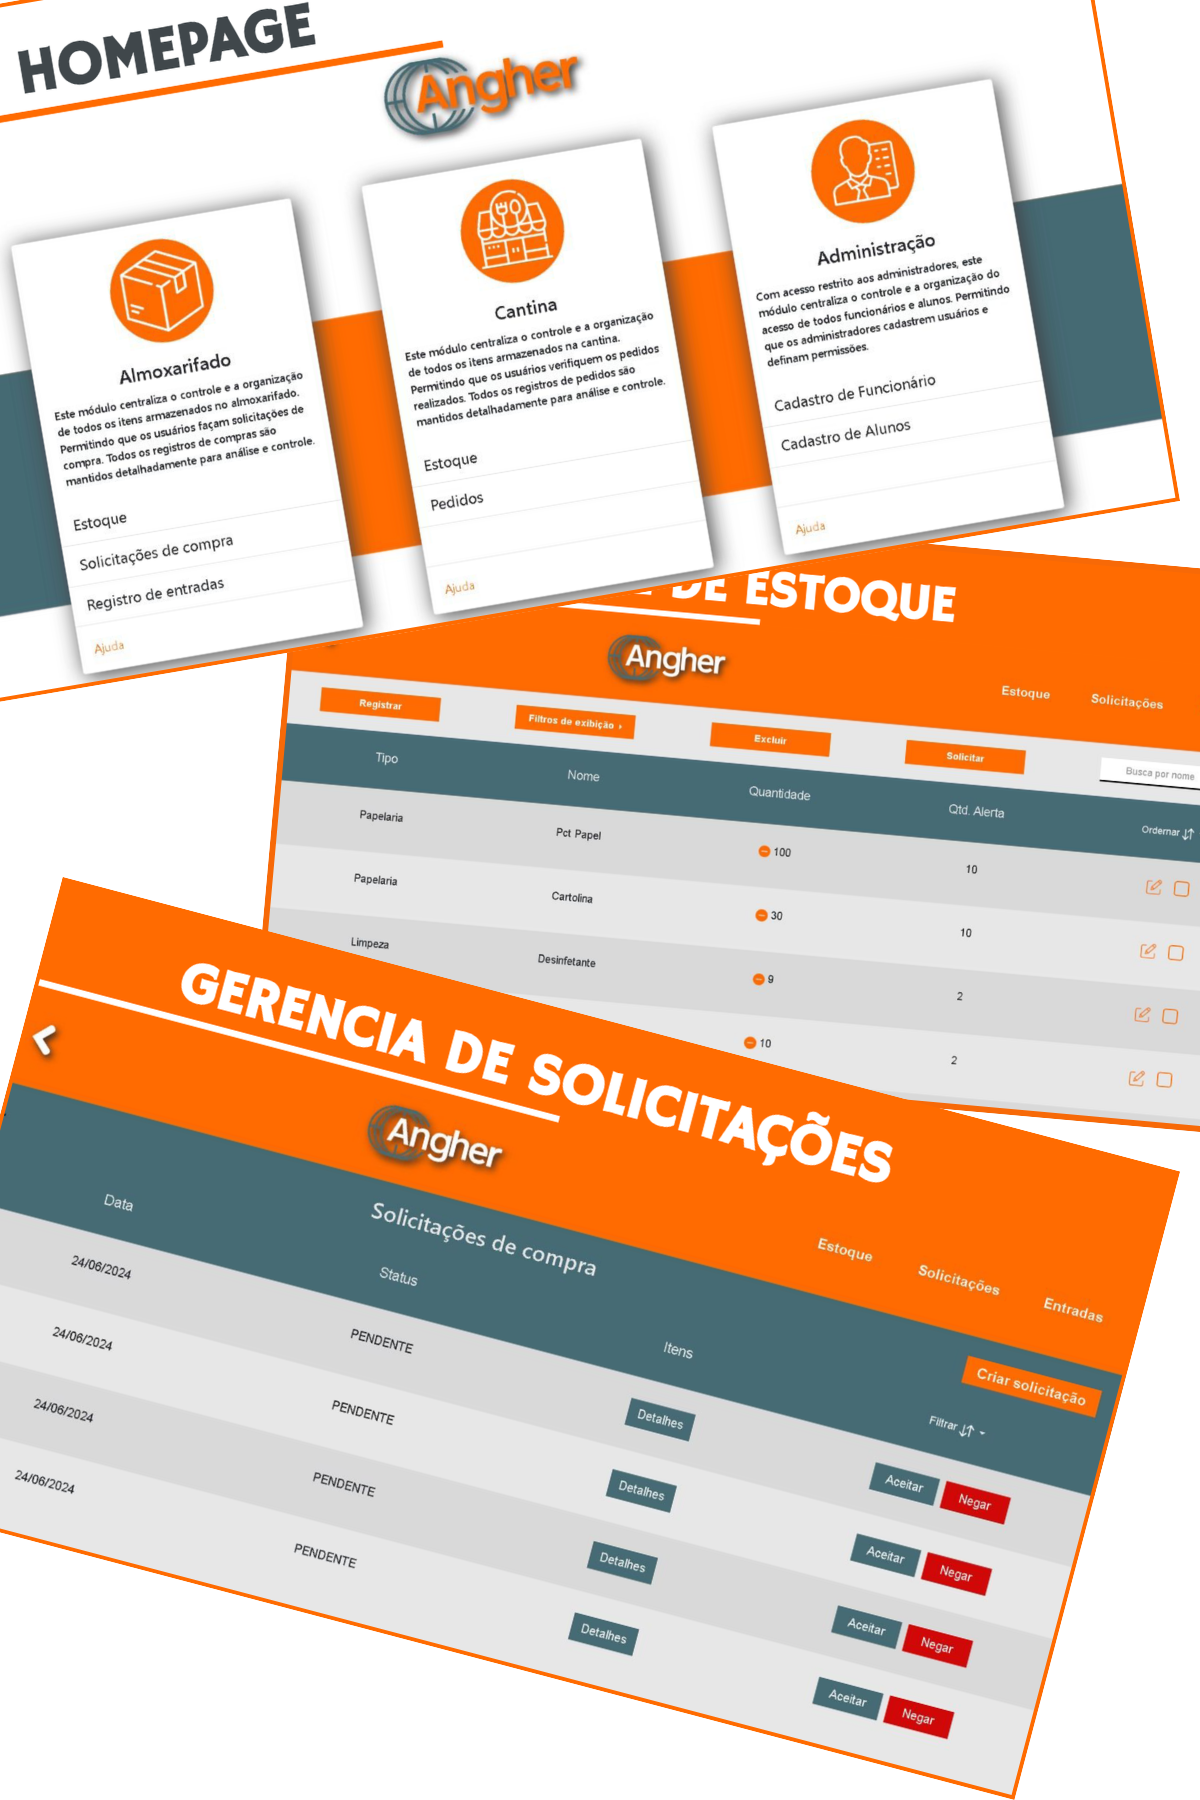 HOMEPAGE
Angher
Almoxarifado
Este módulo centraliza o controle e a organização
de todos os itens armazenados no almoxarifado.
Permitindo que os usuários façam solicitações de
compra. Todos os registros de compras são
mantidos detalhadamente para análise e controle.
Estoque
Solicitações de compra
Registro de entradas
Ajuda
Cantina
Este módulo centraliza o controle e a organização
de todos os itens armazenados na cantina.
Permitindo que os usuários verifiquem os pedidos
realizados. Todos os registros de pedidos são
mantidos detalhadamente para análise e controle.
Estoque
Pedidos
Ajuda
Administração
Com acesso restrito aos administradores, este
módulo centraliza o controle e a organização do
acesso de todos funcionários e alunos. Permitindo
que os administradores cadastrem usuários e
definam permissões.
Cadastro de Funcionário
Cadastro de Alunos
Ajuda
DE ESTOQUE
Angher
Estoque Solicitações
Registrar Filtros de exibição › Excluir Solicitar Busca por nome
Tipo Nome Quantidade Qtd. Alerta Ordernar
Papelaria Pct Papel 100 10
Papelaria Cartolina 30 10
Limpeza Desinfetante 9 2
10 2
GERENCIA DE SOLICITAÇÕES
Angher
Estoque Solicitações Entradas
Solicitações de compra
Criar solicitação
Data Status Itens Filtrar
24/06/2024 PENDENTE Detalhes Aceitar Negar
24/06/2024 PENDENTE Detalhes Aceitar Negar
24/06/2024 PENDENTE Detalhes Aceitar Negar
24/06/2024 PENDENTE Detalhes Aceitar Negar